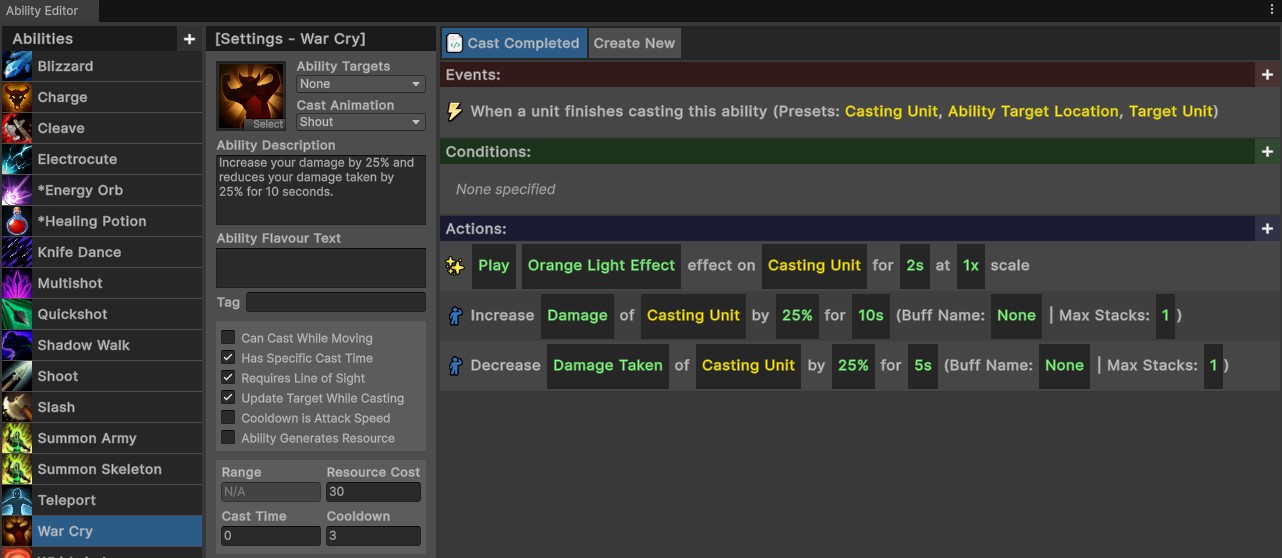 Ability Editor
Abilities +
Blizzard
Charge
Cleave
Electrocute
*Energy Orb
*Healing Potion
Knife Dance
Multishot
Quickshot
Shadow Walk
Shoot
Slash
Summon Army
Summon Skeleton
Teleport
War Cry
[Settings - War Cry]
Select
Ability Targets
None
Cast Animation
Shout
Ability Description
Increase your damage by 25% and
reduces your damage taken by
25% for 10 seconds.
Ability Flavour Text
Tag
Can Cast While Moving
Has Specific Cast Time
Requires Line of Sight
Update Target While Casting
Cooldown is Attack Speed
Ability Generates Resource
Range Resource Cost
N/A 30
Cast Time Cooldown
0 3
Cast Completed Create New
Events: +
When a unit finishes casting this ability (Presets: Casting Unit, Ability Target Location, Target Unit)
Conditions: +
None specified
Actions: +
Play Orange Light Effect effect on Casting Unit for 2s at 1x scale
Increase Damage of Casting Unit by 25% for 10s (Buff Name: None | Max Stacks: 1 )
Decrease Damage Taken of Casting Unit by 25% for 5s (Buff Name: None | Max Stacks: 1 )